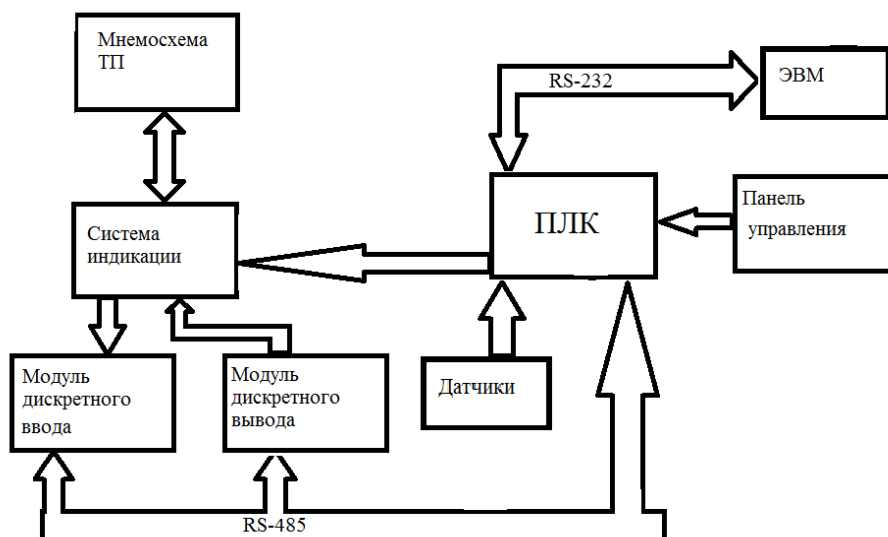 Мнемосхема
ТП
RS-232
ЭВМ
ПЛК
Панель
управления
Система
индикации
Модуль
дискретного
ввода
Модуль
дискретного
вывода
Датчики
RS-485